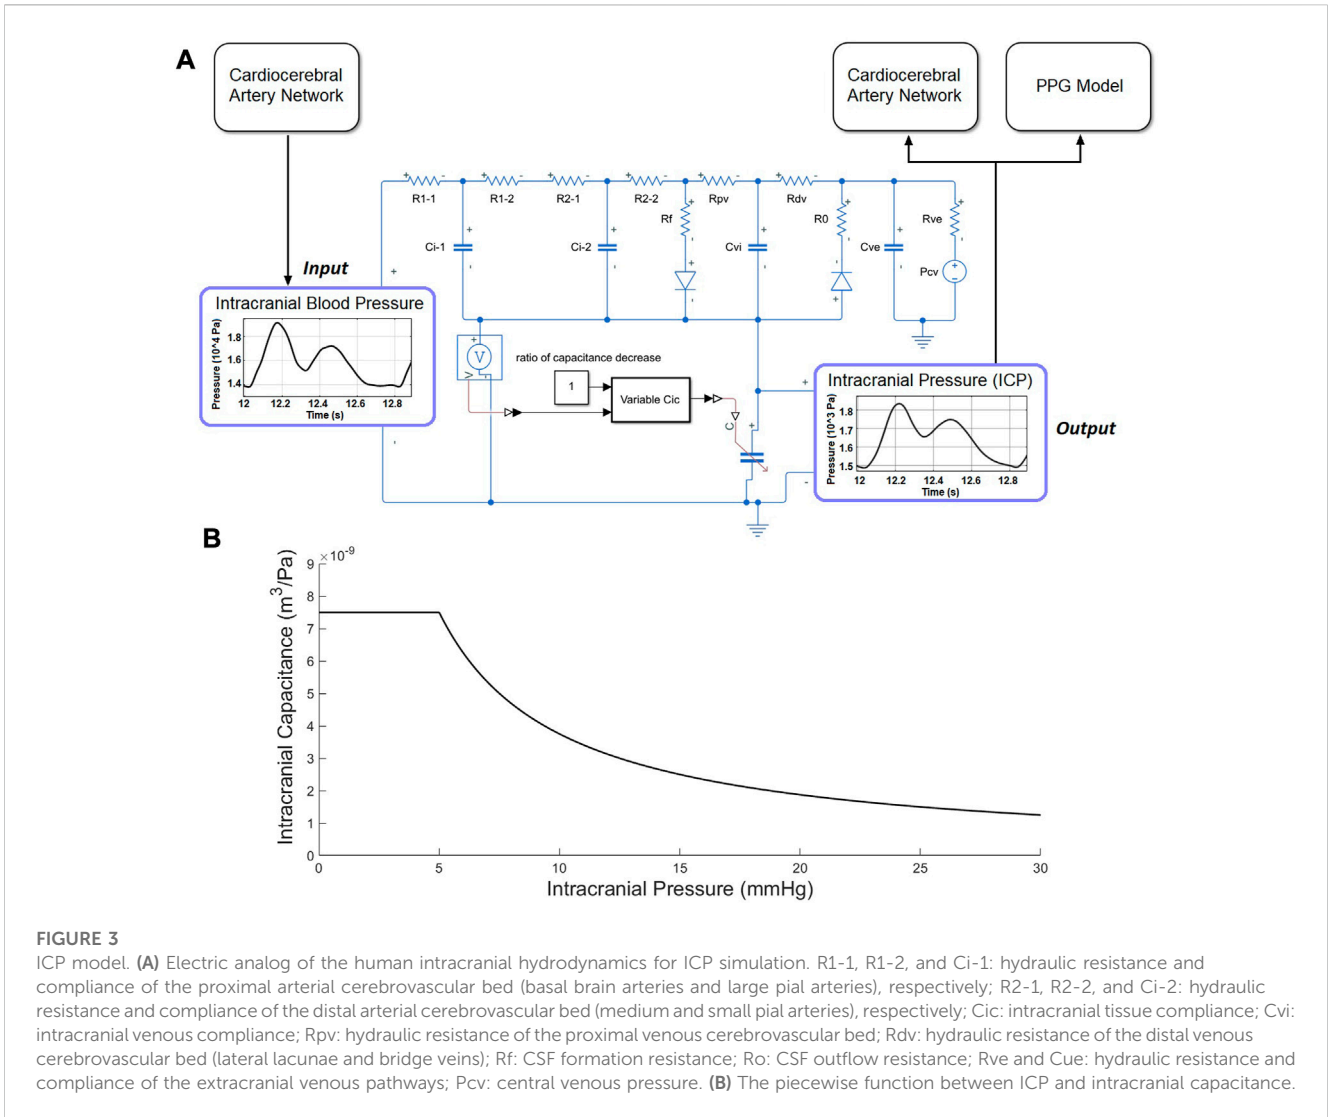 A
Cardiocerebral
Artery Network
Cardiocerebral
Artery Network
PPG Model
+ - + - + - + - + - + -
R1-1 R1-2 R2-1 R2-2 Rpv Rdv
Rf R0 Rve
Ci-1 Ci-2 Cvi Cve
Pcv
Input
Intracranial Blood Pressure
Pressure (10^4 Pa)
1.8
1.6
1.4
12 12.2 12.4 12.6 12.8
Time (s)
V
V
ratio of capacitance decrease
1
Variable Cic
C
Intracranial Pressure (ICP)
Pressure (10^3 Pa)
1.8
1.7
1.6
1.5
12 12.2 12.4 12.6 12.8
Time (s)
Output
B
×10-9
Intracranial Capacitance (m3/Pa)
9
8
7
6
5
4
3
2
1
0
0 5 10 15 20 25 30
Intracranial Pressure (mmHg)
FIGURE 3
ICP model. (A) Electric analog of the human intracranial hydrodynamics for ICP simulation. R1-1, R1-2, and Ci-1: hydraulic resistance and
compliance of the proximal arterial cerebrovascular bed (basal brain arteries and large pial arteries), respectively; R2-1, R2-2, and Ci-2: hydraulic
resistance and compliance of the distal arterial cerebrovascular bed (medium and small pial arteries), respectively; Cic: intracranial tissue compliance; Cvi:
intracranial venous compliance; Rpv: hydraulic resistance of the proximal venous cerebrovascular bed; Rdv: hydraulic resistance of the distal venous
cerebrovascular bed (lateral lacunae and bridge veins); Rf: CSF formation resistance; Ro: CSF outflow resistance; Rve and Cue: hydraulic resistance and
compliance of the extracranial venous pathways; Pcv: central venous pressure. (B) The piecewise function between ICP and intracranial capacitance.